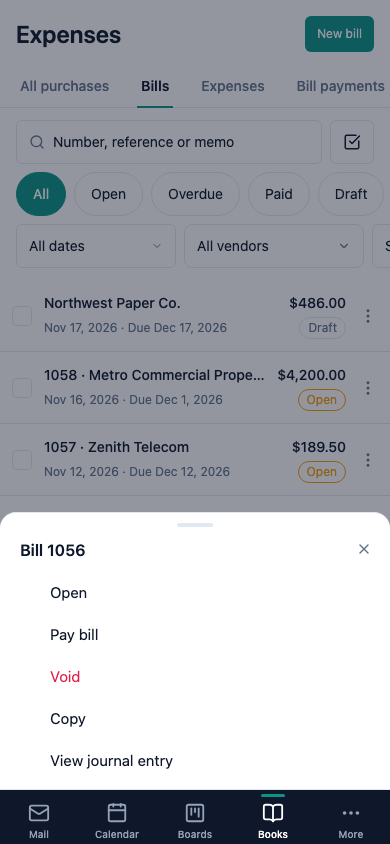 Expenses
New bill
All purchases Bills Expenses Bill payments
Number, reference or memo
All Open Overdue Paid Draft
All dates All vendors S
Northwest Paper Co. $486.00
Nov 17, 2026 · Due Dec 17, 2026 Draft
1058 · Metro Commercial Prope... $4,200.00
Nov 16, 2026 · Due Dec 1, 2026 Open
1057 · Zenith Telecom $189.50
Nov 12, 2026 · Due Dec 12, 2026 Open
Bill 1056
Open
Pay bill
Void
Copy
View journal entry
Mail Calendar Boards Books More